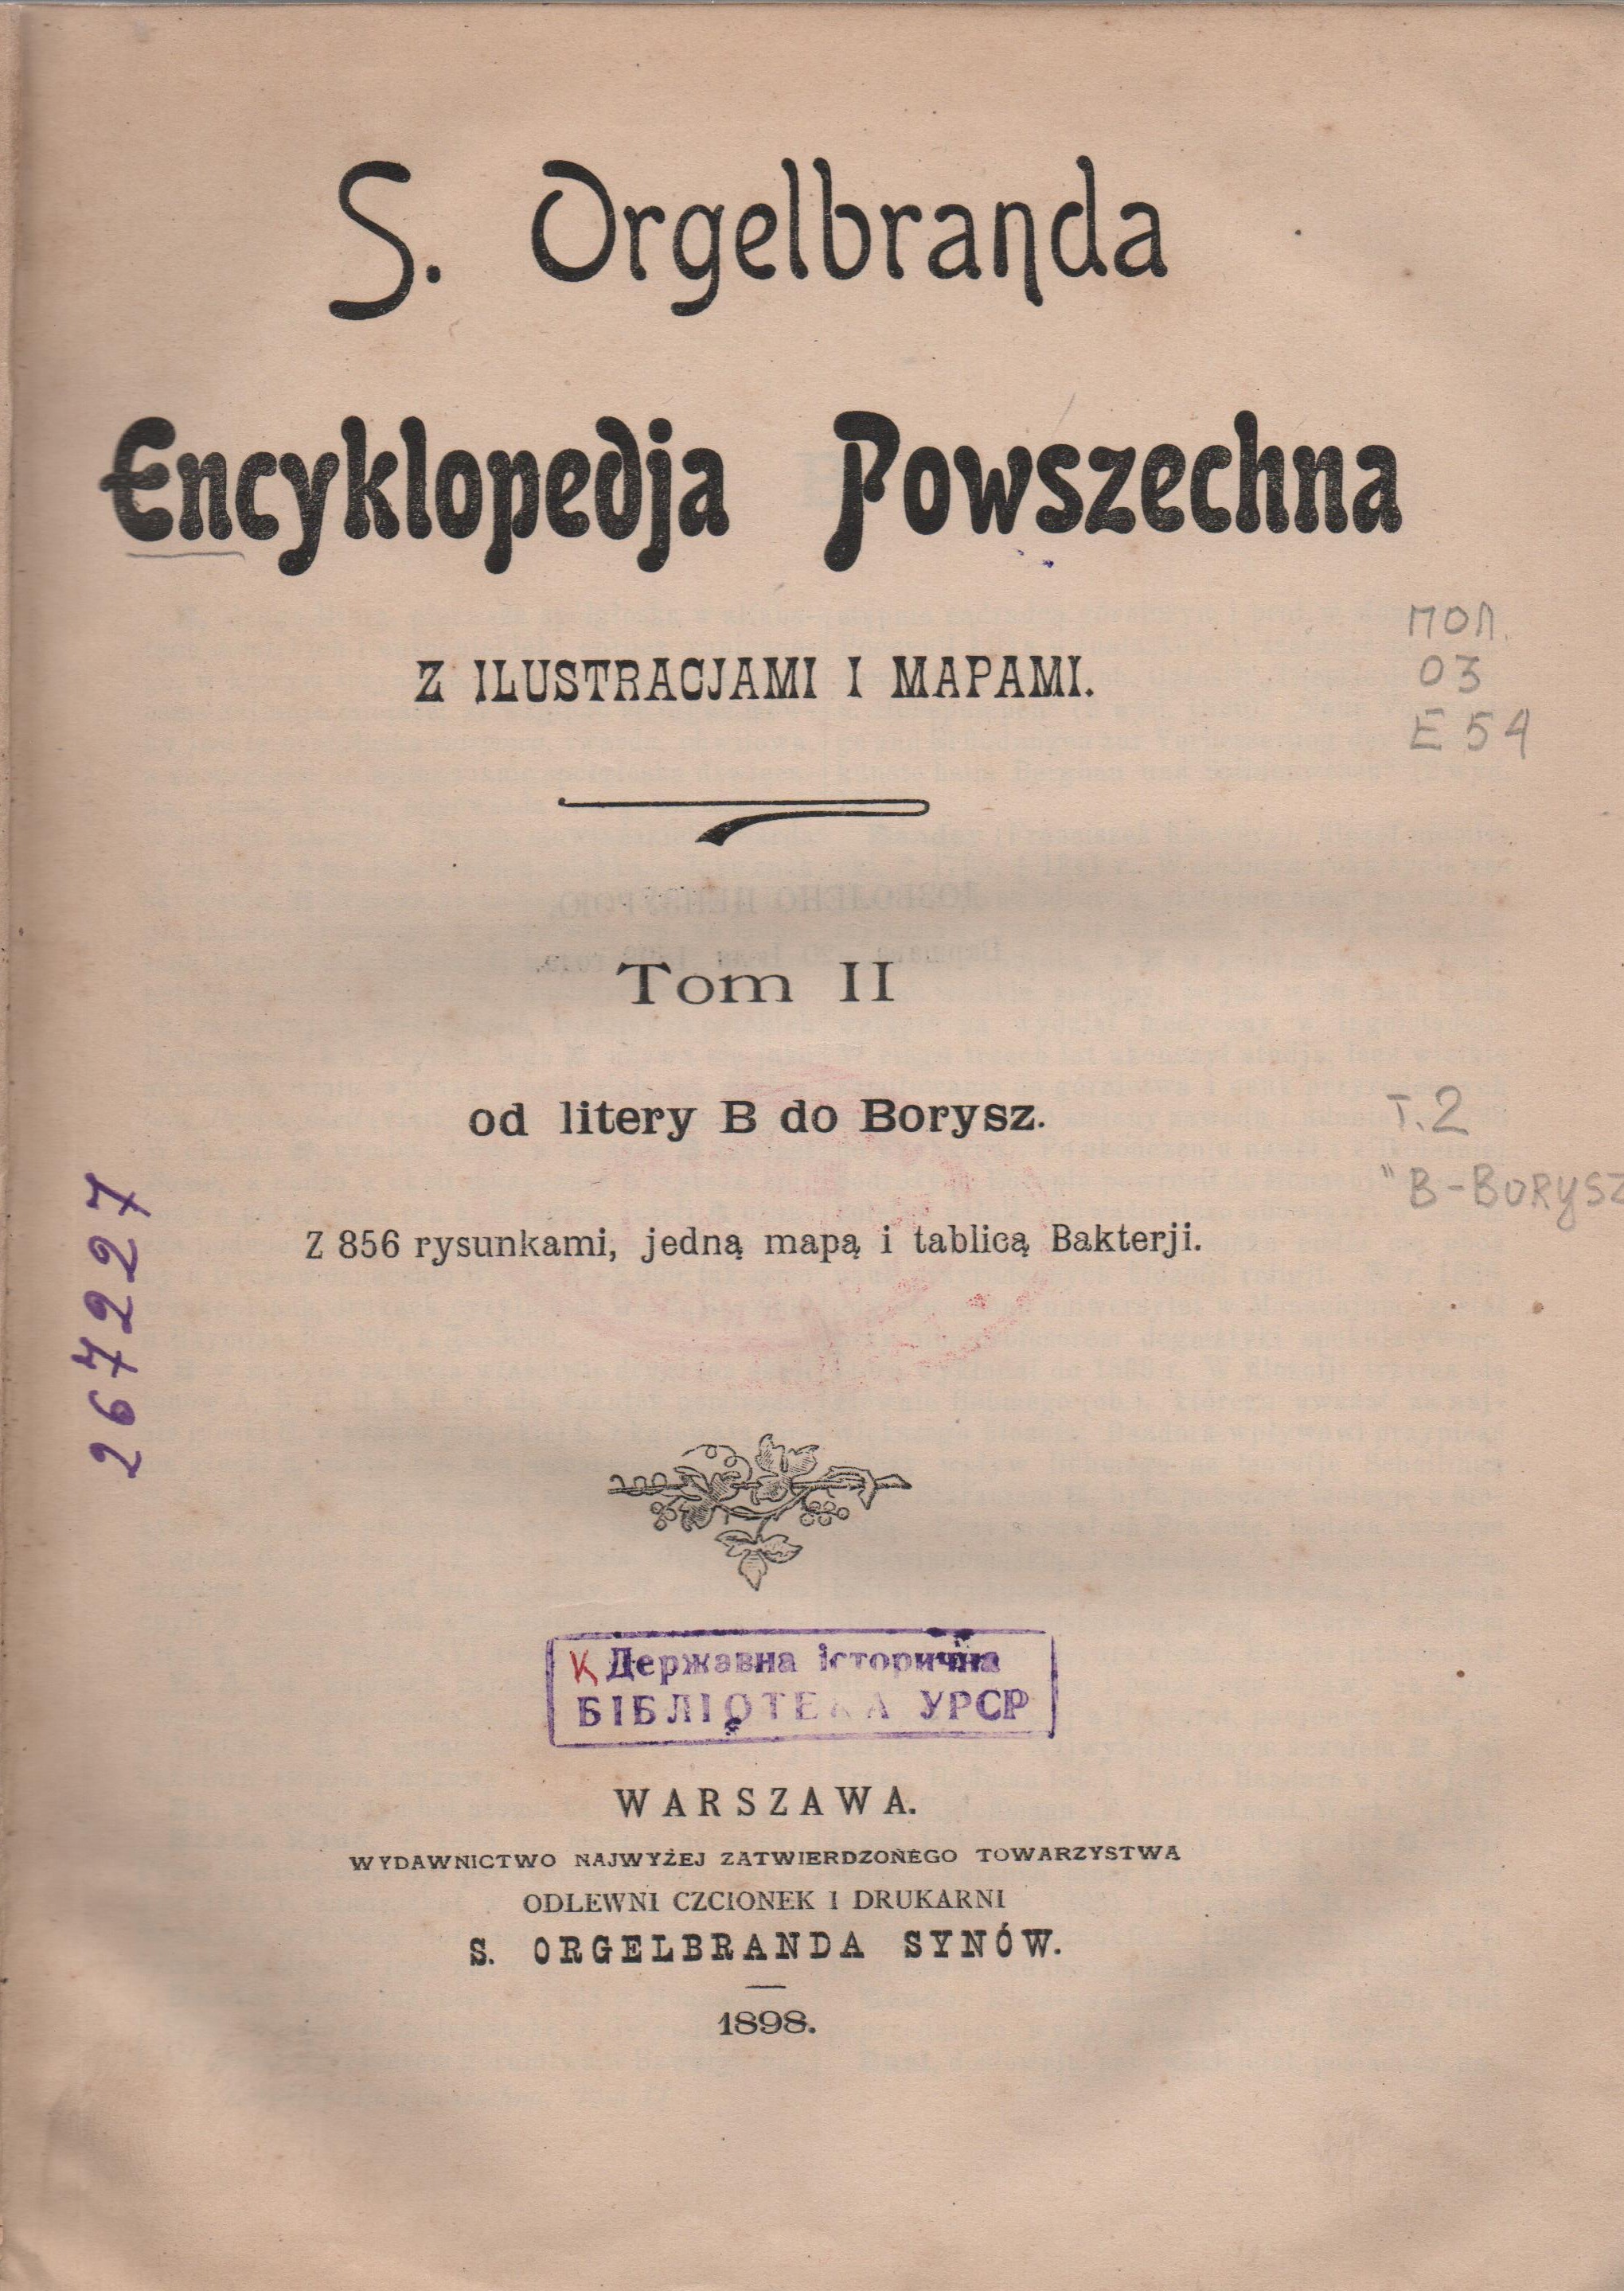 S. Orgelbranda
Encyklopedja Powszechna
Z ILUSTRACJAMI I MAPAMI.
пол.
03
E 54
Tom II
od litery B do Borysz.
т.2
"B-BORYSZ
Z 856 rysunkami, jedną mapą i tablicą Bakterji.
267227
К Державна історична
БІБЛІОТЕКА УРСР
WARSZAWA.
WYDAWNICTWO NAJWYŻEJ ZATWIERDZONEGO TOWARZYSTWA
ODLEWNI CZCIONEK I DRUKARNI
S. ORGELBRANDA SYNÓW.
1898.